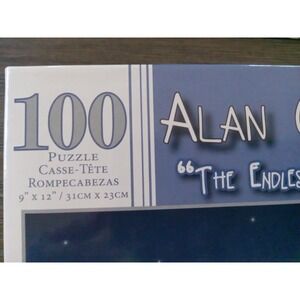 100
PUZZLE
CASSE-TÊTE
ROMPECABEZAS
9" X 12" / 31CM X 23CM
ALAN
"THE ENDLES